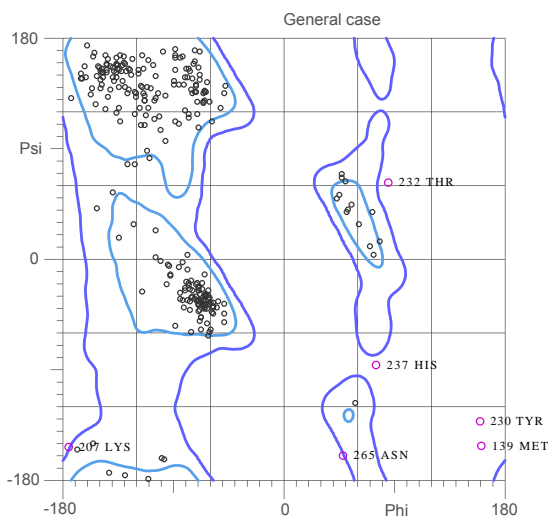 General case
180
Psi
232 THR
0
237 HIS
230 TYR
207 LYS
139 MET
265 ASN
-180
-180
0
Phi
180